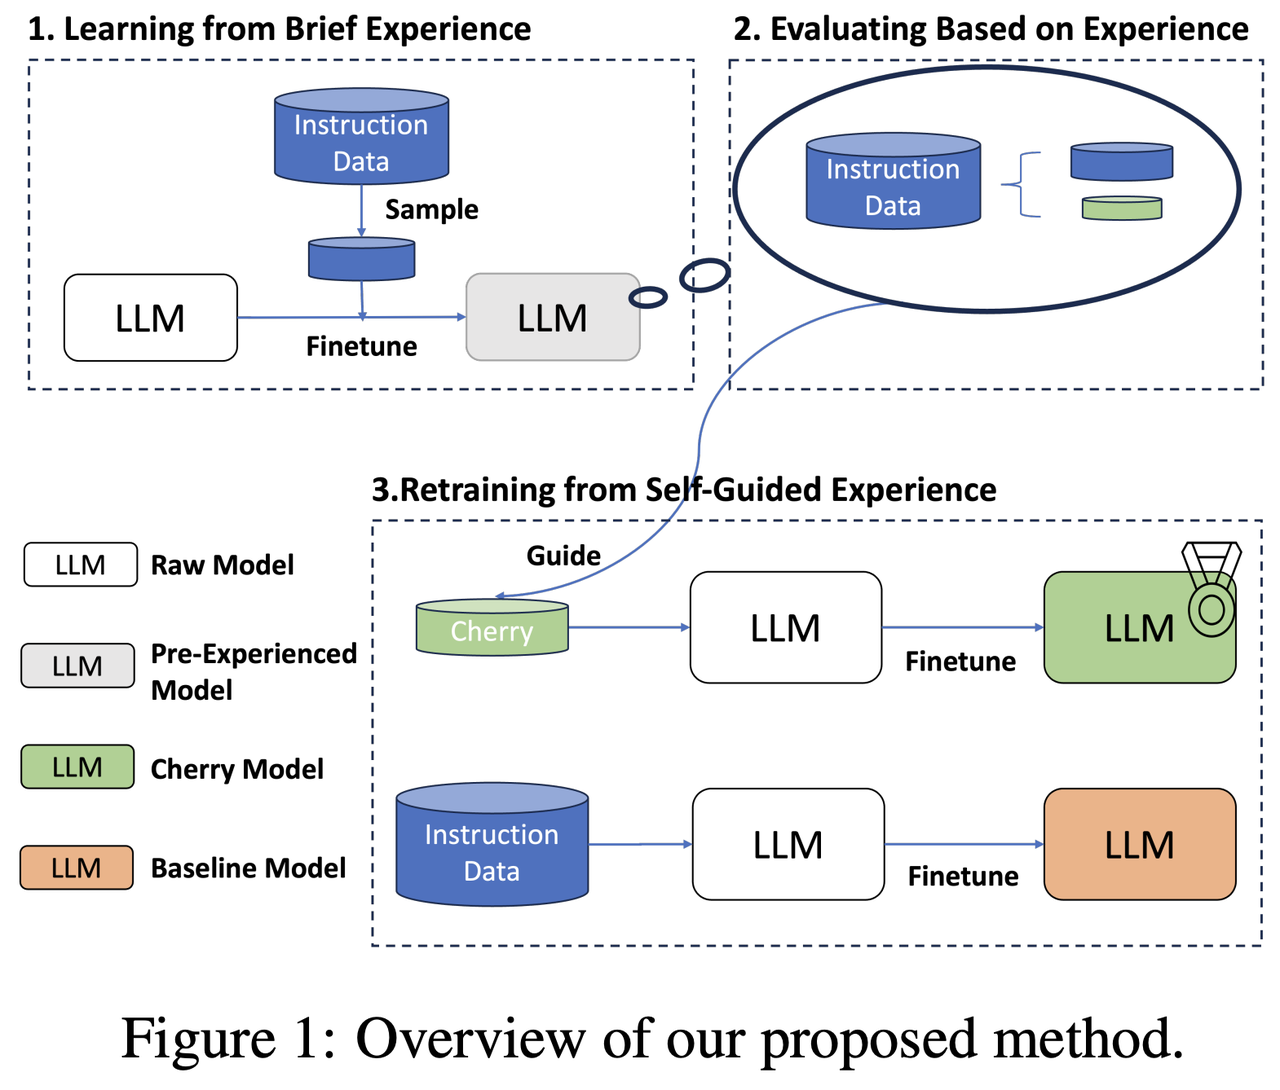 1. Learning from Brief Experience
Instruction
Data
Sample
LLM
LLM
Finetune
2. Evaluating Based on Experience
Instruction
Data
3.Retraining from Self-Guided Experience
Guide
Cherry
LLM
Finetune
LLM
Instruction
Data
LLM
Finetune
LLM
LLM
Raw Model
LLM
Pre-Experienced
Model
LLM
Cherry Model
LLM
Baseline Model
Figure 1: Overview of our proposed method.